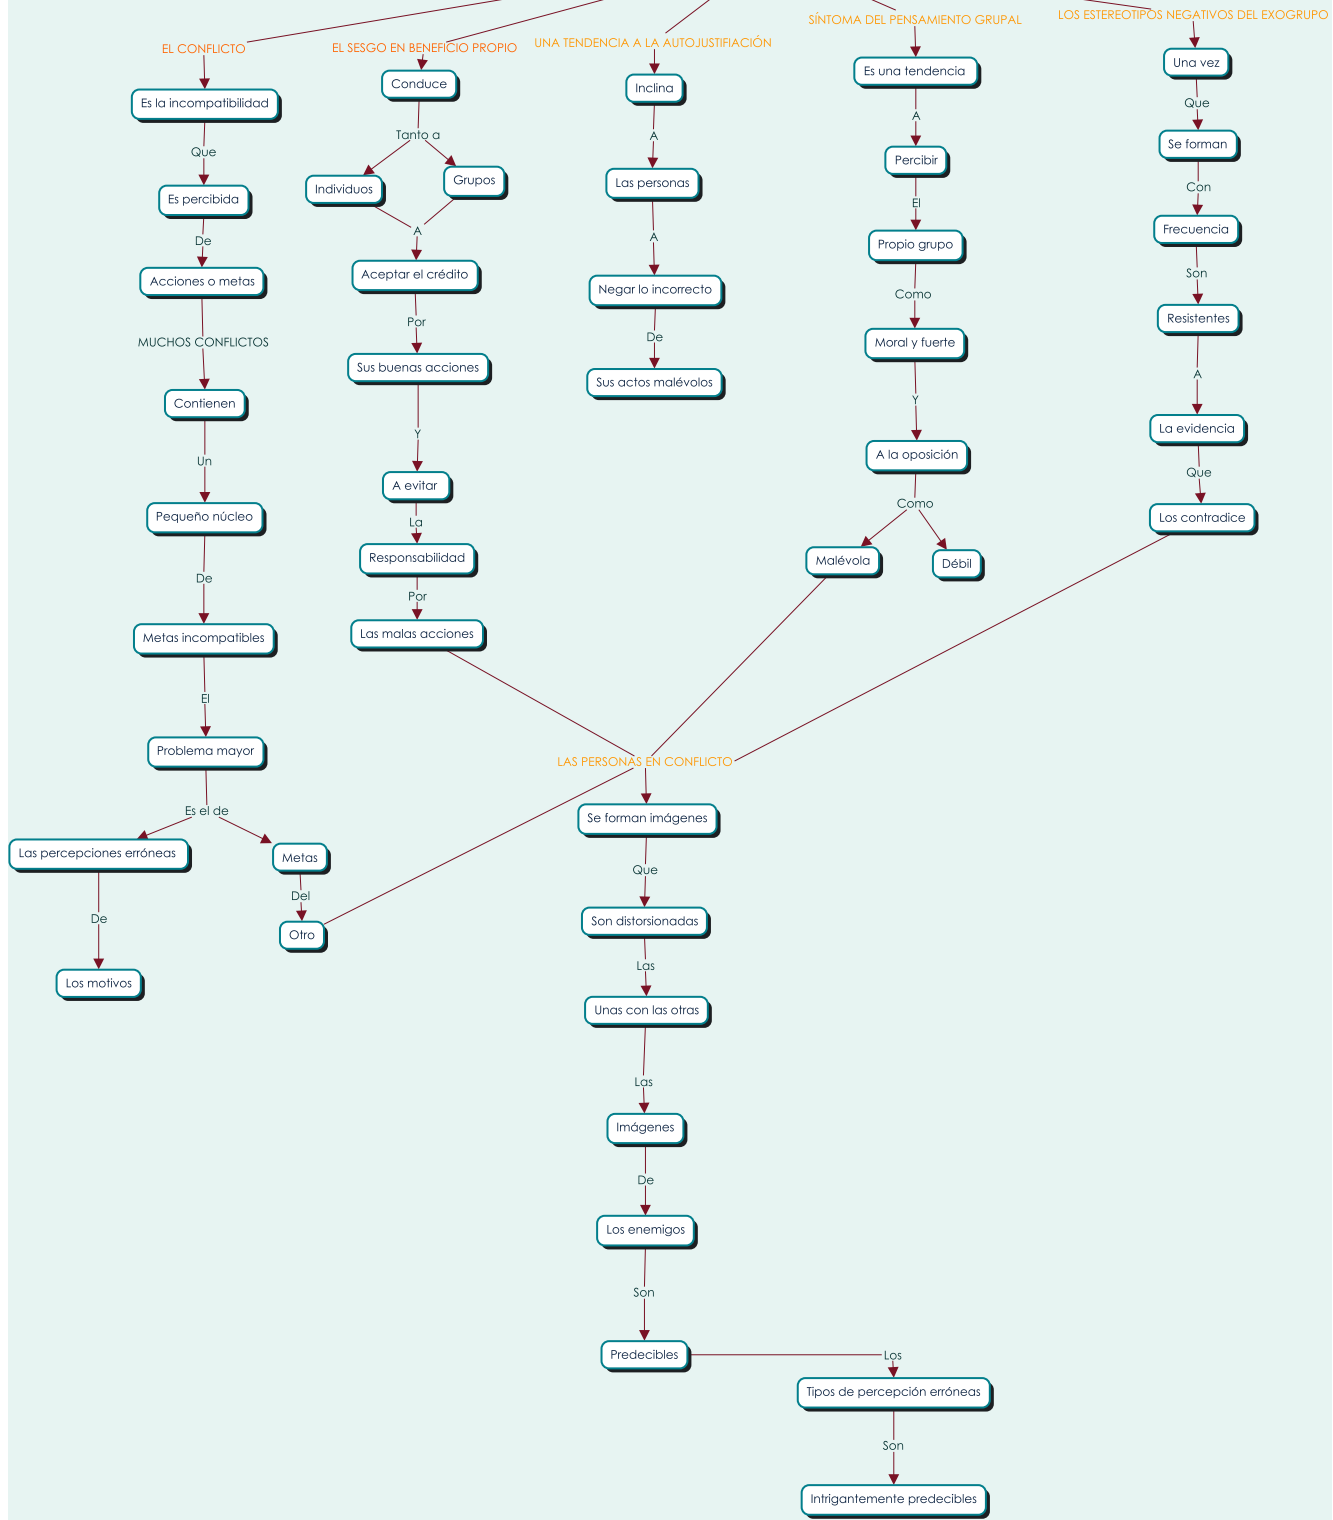 EL CONFLICTO
Es la incompatibilidad
Que
Es percibida
De
Acciones o metas
MUCHOS CONFLICTOS
Contienen
Un
Pequeño núcleo
De
Metas incompatibles
El
Problema mayor
Es el de
Las percepciones erróneas
De
Los motivos
Metas
Del
Otro
EL SESGO EN BENEFICIO PROPIO
Conduce
Tanto a
Individuos
Grupos
A
Aceptar el crédito
Por
Sus buenas acciones
Y
A evitar
La
Responsabilidad
Por
Las malas acciones
UNA TENDENCIA A LA AUTOJUSTIFIACIÓN
Inclina
A
Las personas
A
Negar lo incorrecto
De
Sus actos malévolos
SÍNTOMA DEL PENSAMIENTO GRUPAL
Es una tendencia
A
Percibir
El
Propio grupo
Como
Moral y fuerte
Y
A la oposición
Como
Malévola
Débil
LOS ESTEREOTIPOS NEGATIVOS DEL EXOGRUPO
Una vez
Que
Se forman
Con
Frecuencia
Son
Resistentes
A
La evidencia
Que
Los contradice
LAS PERSONAS EN CONFLICTO
Se forman imágenes
Que
Son distorsionadas
Las
Unas con las otras
Las
Imágenes
De
Los enemigos
Son
Predecibles
Los
Tipos de percepción erróneas
Son
Intrigantemente predecibles